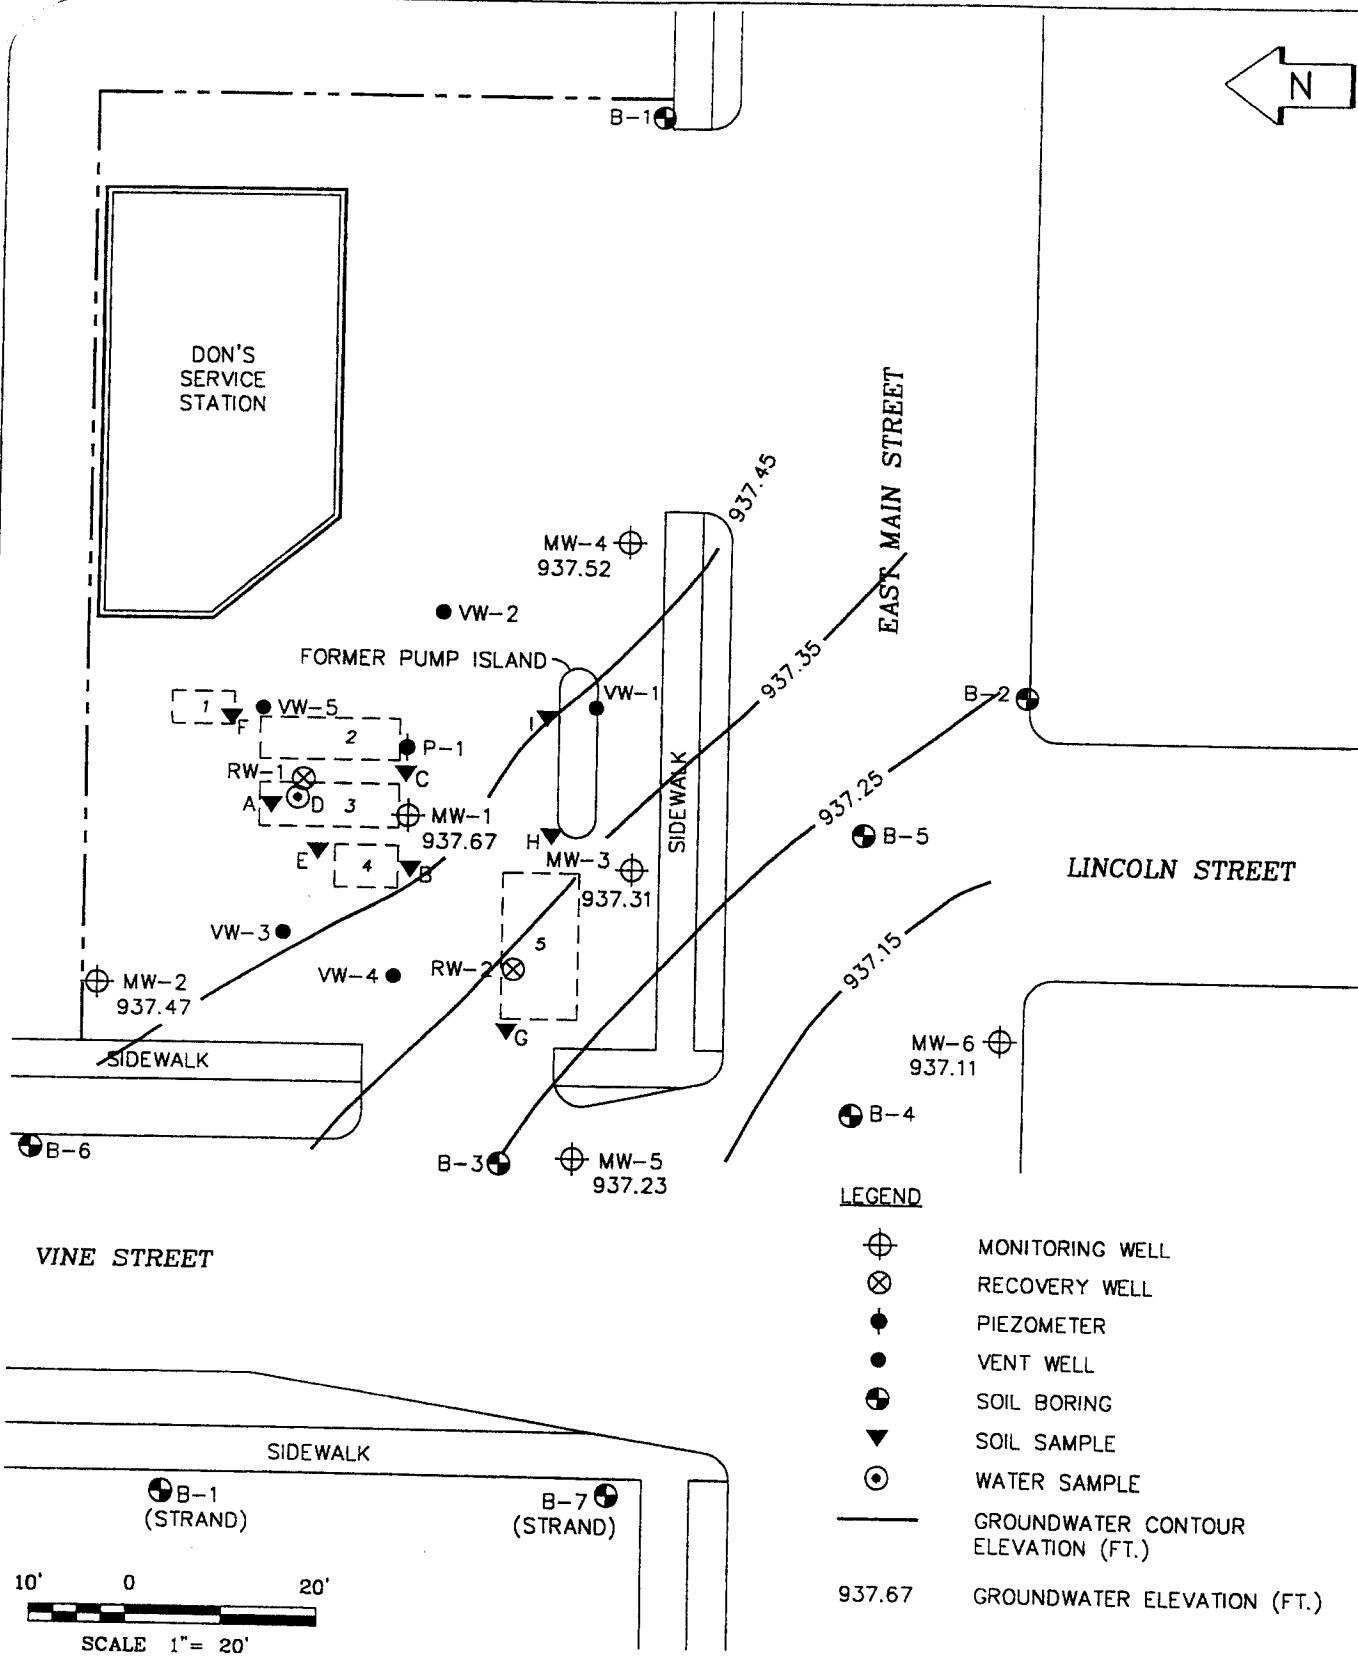 N
B-1
DON'S
SERVICE
STATION
EAST MAIN STREET
937.45
MW-4
937.52
VW-2
FORMER PUMP ISLAND
937.35
B-2
VW-1
I
1
F
VW-5
2
P-1
RW-1
C
A
D
3
MW-1
937.67
SIDEWALK
937.25
B-5
H
E
4
B
MW-3
937.31
LINCOLN STREET
VW-3
5
937.15
VW-4
RW-2
MW-2
937.47
G
SIDEWALK
MW-6
937.11
B-4
B-6
B-3
MW-5
937.23
VINE STREET
LEGEND
MONITORING WELL
RECOVERY WELL
PIEZOMETER
VENT WELL
SOIL BORING
SOIL SAMPLE
WATER SAMPLE
GROUNDWATER CONTOUR
ELEVATION (FT.)
937.67 GROUNDWATER ELEVATION (FT.)
SIDEWALK
B-1
(STRAND)
B-7
(STRAND)
10' 0 20'
SCALE 1"= 20'